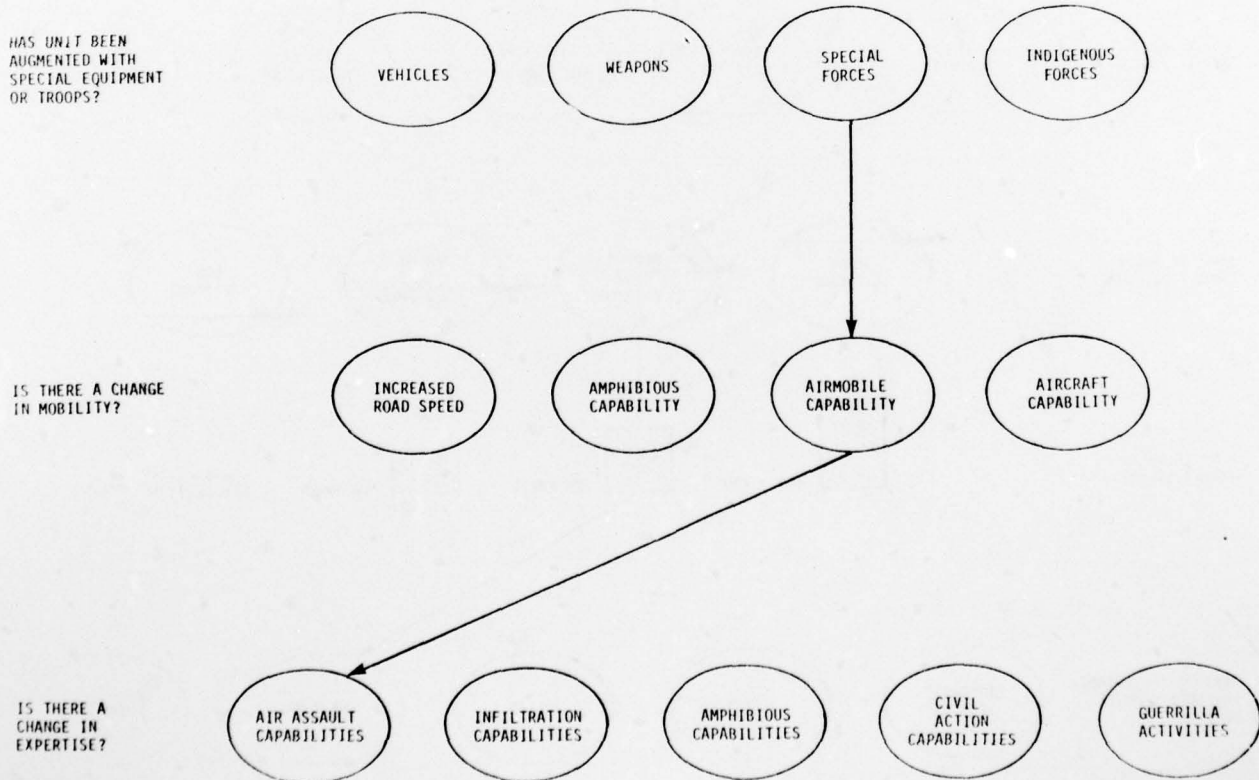 HAS UNIT BEEN
AUGMENTED WITH
SPECIAL EQUIPMENT
OR TROOPS?
VEHICLES
WEAPONS
SPECIAL
FORCES
INDIGENOUS
FORCES
IS THERE A CHANGE
IN MOBILITY?
INCREASED
ROAD SPEED
AMPHIBIOUS
CAPABILITY
AIRMOBILE
CAPABILITY
AIRCRAFT
CAPABILITY
IS THERE A
CHANGE IN
EXPERTISE?
AIR ASSAULT
CAPABILITIES
INFILTRATION
CAPABILITIES
AMPHIBIOUS
CAPABILITIES
CIVIL
ACTION
CAPABILITIES
GUERRILLA
ACTIVITIES